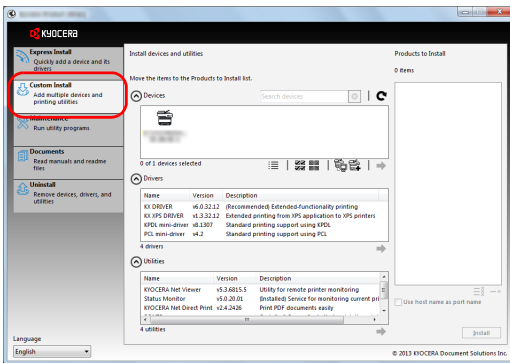 KYOCERA
Express Install
Quickly add a device and its
drivers
Custom Install
Add multiple devices and
printing utilities
Maintenance
Run utility programs
Documents
Read manuals and readme
files
Uninstall
Remove devices, drivers, and
utilities
Language
English
Install devices and utilities
Move the items to the Products to Install list.
Devices
Search devices
0 of 1 devices selected
Drivers
Name Version Description
KX DRIVER v6.0.32.12 (Recommended) Extended-functionality printing
KX XPS DRIVER v1.3.32.12 Extended printing from XPS application to XPS printers
KPDL mini-driver v8.1307 Standard printing support using KPDL
PCL mini-driver v4.2 Standard printing support using PCL
4 drivers
Utilities
Name Version Description
KYOCERA Net Viewer v5.3.6815.5 Utility for remote printer monitoring
Status Monitor v5.0.20.01 (Installed) Service for monitoring current pri
KYOCERA Net Direct Print v2.4.2426 Print PDF documents easily
4 utilities
Products to Install
0 items
Use host name as port name
Install
© 2013 KYOCERA Document Solutions Inc.